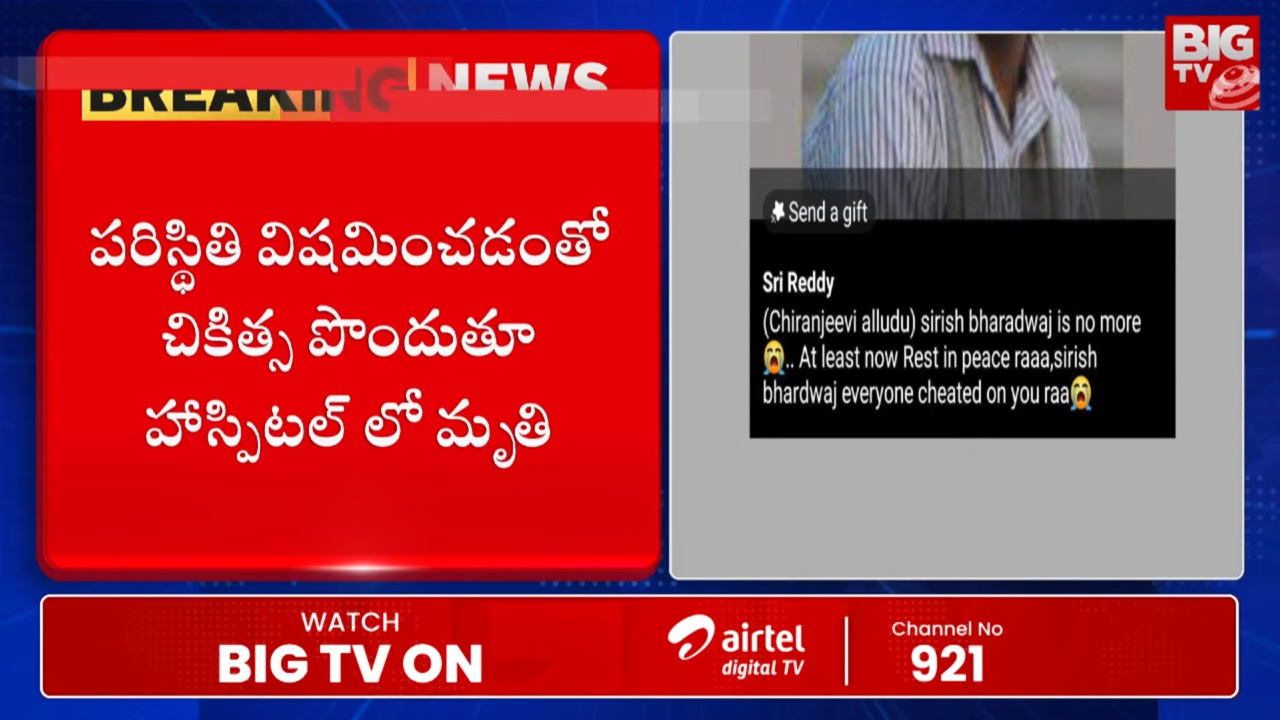 BREAKING NEWS
పరిస్థితి విషమించడంతో
చికిత్స పొందుతూ
హాస్పిటల్ లో మృతి
BIG
TV
Send a gift
Sri Reddy
(Chiranjeevi alludu) sirish bharadwaj is no more
😭.. At least now Rest in peace raaa,sirish
bhardwaj everyone cheated on you raa😭
WATCH
BIG TV ON
airtel
digital TV
Channel No
921